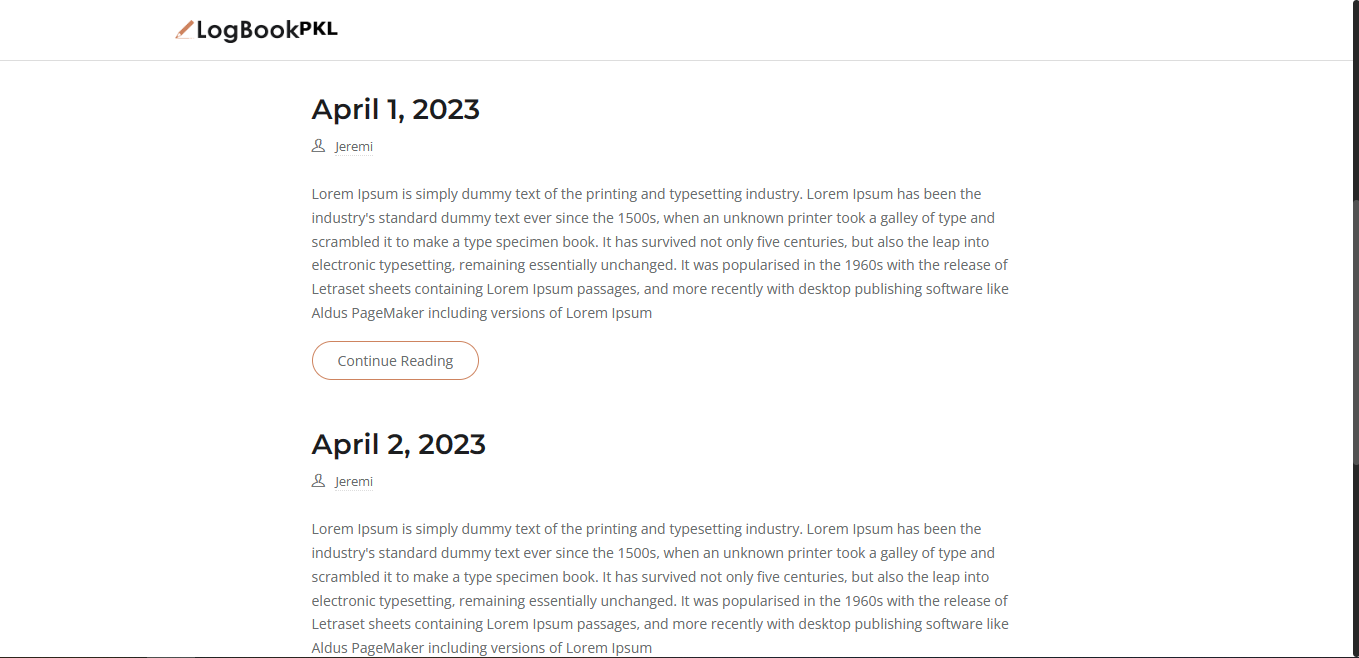 LogBookPKL
April 1, 2023
Jeremi
Lorem Ipsum is simply dummy text of the printing and typesetting industry. Lorem Ipsum has been the
industry's standard dummy text ever since the 1500s, when an unknown printer took a galley of type and
scrambled it to make a type specimen book. It has survived not only five centuries, but also the leap into
electronic typesetting, remaining essentially unchanged. It was popularised in the 1960s with the release of
Letraset sheets containing Lorem Ipsum passages, and more recently with desktop publishing software like
Aldus PageMaker including versions of Lorem Ipsum
Continue Reading
April 2, 2023
Jeremi
Lorem Ipsum is simply dummy text of the printing and typesetting industry. Lorem Ipsum has been the
industry's standard dummy text ever since the 1500s, when an unknown printer took a galley of type and
scrambled it to make a type specimen book. It has survived not only five centuries, but also the leap into
electronic typesetting, remaining essentially unchanged. It was popularised in the 1960s with the release of
Letraset sheets containing Lorem Ipsum passages, and more recently with desktop publishing software like
Aldus PageMaker including versions of Lorem Ipsum